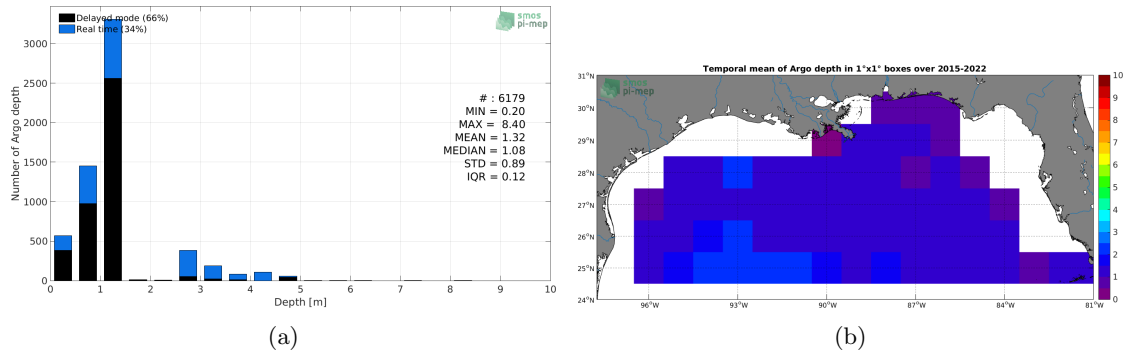 Delayed mode (66%)
Real time (34%)
smos
pi-mep
# : 6179
MIN = 0.20
MAX = 8.40
MEAN = 1.32
MEDIAN = 1.08
STD = 0.89
IQR = 0.12
Number of Argo depth
3000
2500
2000
1500
1000
500
0
0 1 2 3 4 5 6 7 8 9 10
Depth [m]
(a)
Temporal mean of Argo depth in 1°x1° boxes over 2015-2022
smos
pi-mep
31°N
30°N
29°N
28°N
27°N
26°N
25°N
24°N
96°W 93°W 90°W 87°W 84°W 81°W
10
9
8
7
6
5
4
3
2
1
0
(b)